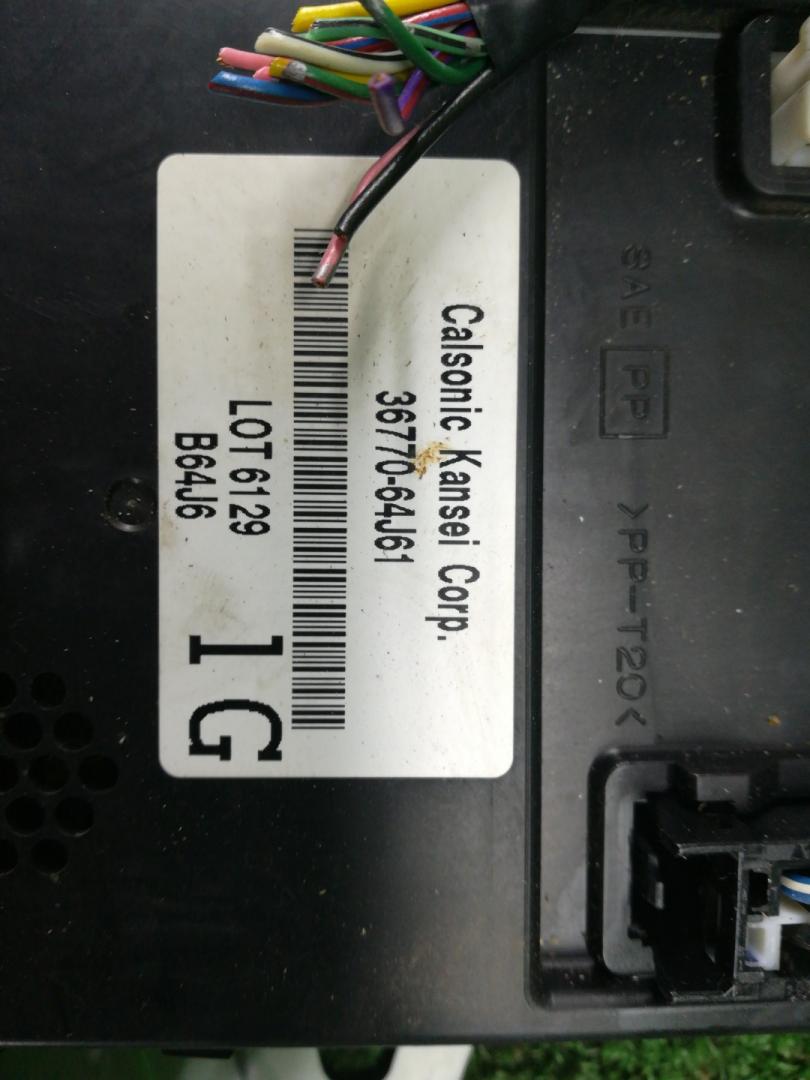 SAE PP >PP-T20<
Calsonic Kansei Corp.
36770-64J61
LOT 6129
B64J6
1G